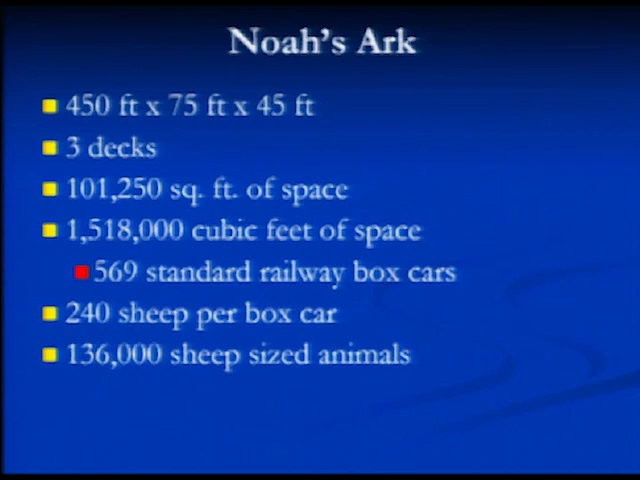 Noah's Ark
450 ft x 75 ft x 45 ft
3 decks
101,250 sq. ft. of space
1,518,000 cubic feet of space
569 standard railway box cars
240 sheep per box car
136,000 sheep sized animals